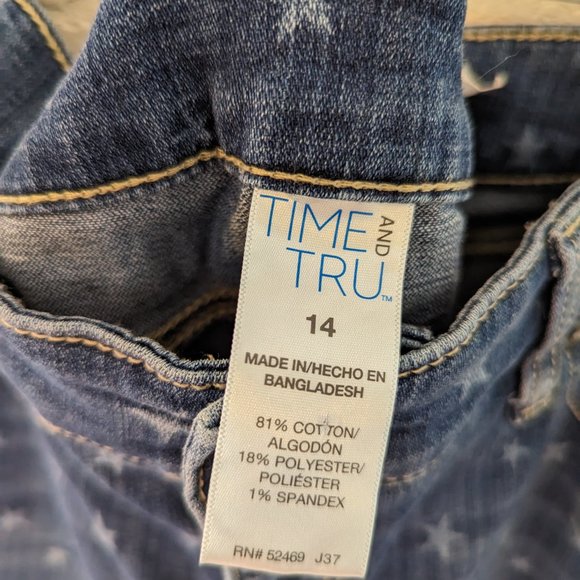 TIME AND
TRU™
14
MADE IN/HECHO EN
BANGLADESH
81% COTTON/
ALGODÓN
18% POLYESTER/
POLIÉSTER
1% SPANDEX
RN# 52469 J37